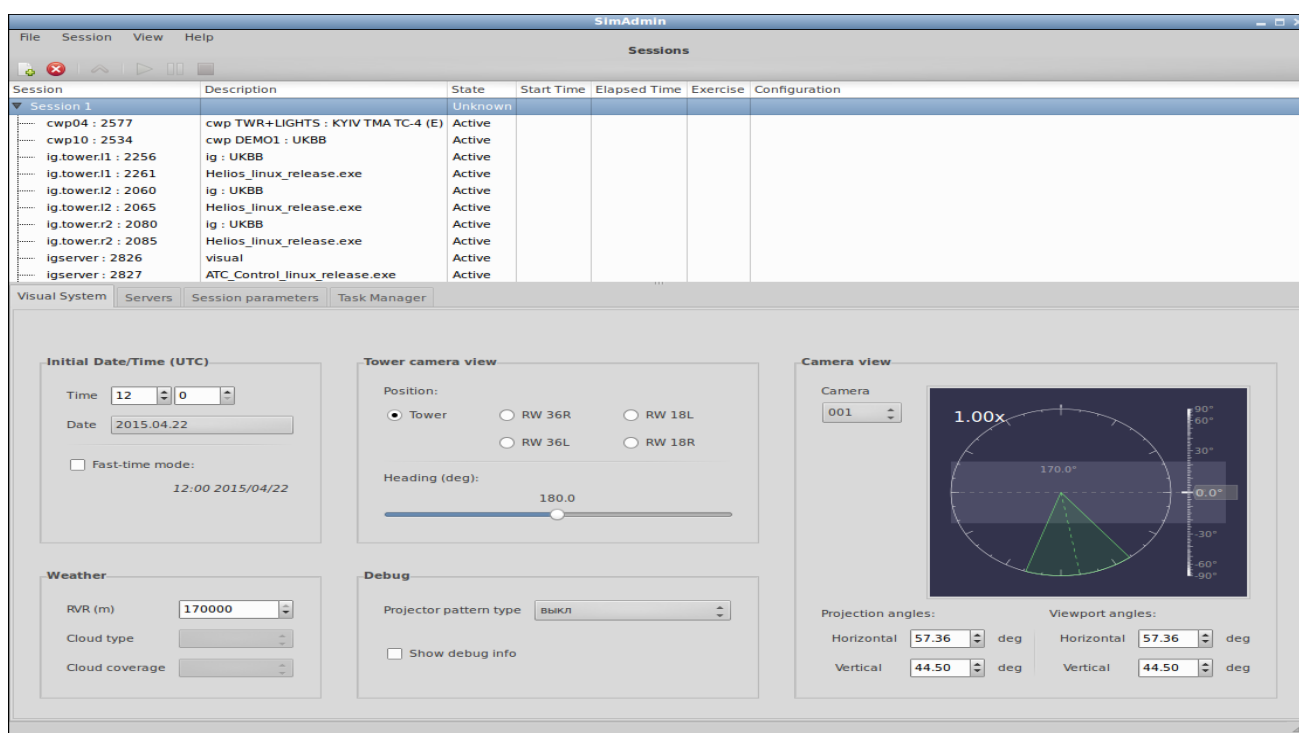 SimAdmin
File Session View Help
Sessions
Session Description State Start Time Elapsed Time Exercise Configuration
Session 1 Unknown
cwp04 : 2577 cwp TWR+LIGHTS : KYIV TMA TC-4 (E) Active
cwp10 : 2534 cwp DEMO1 : UKBB Active
ig.tower.l1 : 2256 ig : UKBB Active
ig.tower.l1 : 2261 Helios_linux_release.exe Active
ig.tower.l2 : 2060 ig : UKBB Active
ig.tower.l2 : 2065 Helios_linux_release.exe Active
ig.tower.r2 : 2080 ig : UKBB Active
ig.tower.r2 : 2085 Helios_linux_release.exe Active
igserver : 2826 visual Active
igserver : 2827 ATC_Control_linux_release.exe Active
Visual System Servers Session parameters Task Manager
Initial Date/Time (UTC)
Time 12 0
Date 2015.04.22
Fast-time mode:
12:00 2015/04/22
Tower camera view
Position:
Tower RW 36R RW 18L
RW 36L RW 18R
Heading (deg):
180.0
Camera view
Camera
001
1.00x
90°
60°
30°
170.0°
0.0°
-30°
-60°
-90°
Weather
RVR (m) 170000
Cloud type
Cloud coverage
Debug
Projector pattern type выкл
Show debug info
Projection angles: Viewport angles:
Horizontal 57.36 deg Horizontal 57.36 deg
Vertical 44.50 deg Vertical 44.50 deg